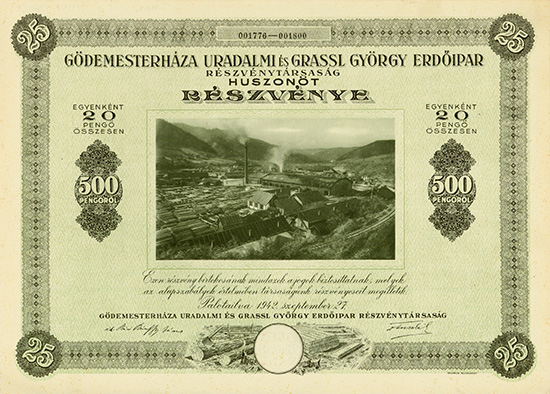 25
001776—001800
25
GÖDEMESTERHÁZA URADALMI ÉS GRASSL GYÖRGY ERDŐIPAR
RÉSZVÉNYTÁRSASÁG
HUSZONÖT
RÉSZVÉNYE
EGYENKÉNT
20
PENGŐ
ÖSSZESEN
500
PENGŐRŐL
EGYENKÉNT
20
PENGŐ
ÖSSZESEN
500
PENGŐRŐL
Ezen részvény birtokosának mindazok a jogok biztosíttatnak, melyek
az alapszabályok értelmében társaságunk részvényeseit megilletik.
Palotailva 1942. szeptember 27.
GÖDEMESTERHÁZA URADALMI ÉS GRASSL GYÖRGY ERDŐIPAR RÉSZVÉNYTÁRSASÁG
25
25